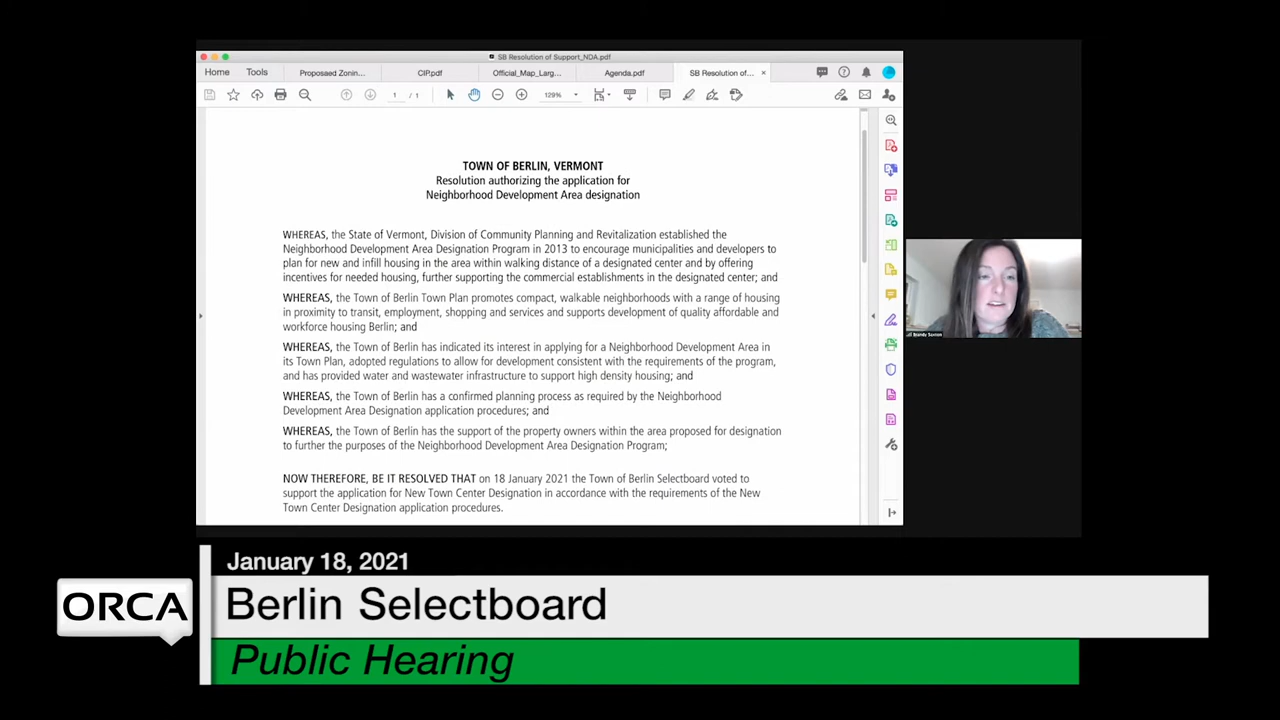 SB Resolution of Support_NDA.pdf
Home Tools Proposaed Zonin... CIP.pdf Official_Map_Larg... Agenda.pdf SB Resolution of... ×
1 / 1 129%
TOWN OF BERLIN, VERMONT
Resolution authorizing the application for
Neighborhood Development Area designation
WHEREAS, the State of Vermont, Division of Community Planning and Revitalization established the
Neighborhood Development Area Designation Program in 2013 to encourage municipalities and developers to
plan for new and infill housing in the area within walking distance of a designated center and by offering
incentives for needed housing, further supporting the commercial establishments in the designated center; and
WHEREAS, the Town of Berlin Town Plan promotes compact, walkable neighborhoods with a range of housing
in proximity to transit, employment, shopping and services and supports development of quality affordable and
workforce housing Berlin; and
WHEREAS, the Town of Berlin has indicated its interest in applying for a Neighborhood Development Area in
its Town Plan, adopted regulations to allow for development consistent with the requirements of the program,
and has provided water and wastewater infrastructure to support high density housing; and
WHEREAS, the Town of Berlin has a confirmed planning process as required by the Neighborhood
Development Area Designation application procedures; and
WHEREAS, the Town of Berlin has the support of the property owners within the area proposed for designation
to further the purposes of the Neighborhood Development Area Designation Program;
NOW THEREFORE, BE IT RESOLVED THAT on 18 January 2021 the Town of Berlin Selectboard voted to
support the application for New Town Center Designation in accordance with the requirements of the New
Town Center Designation application procedures.
January 18, 2021
ORCA
Berlin Selectboard
Public Hearing